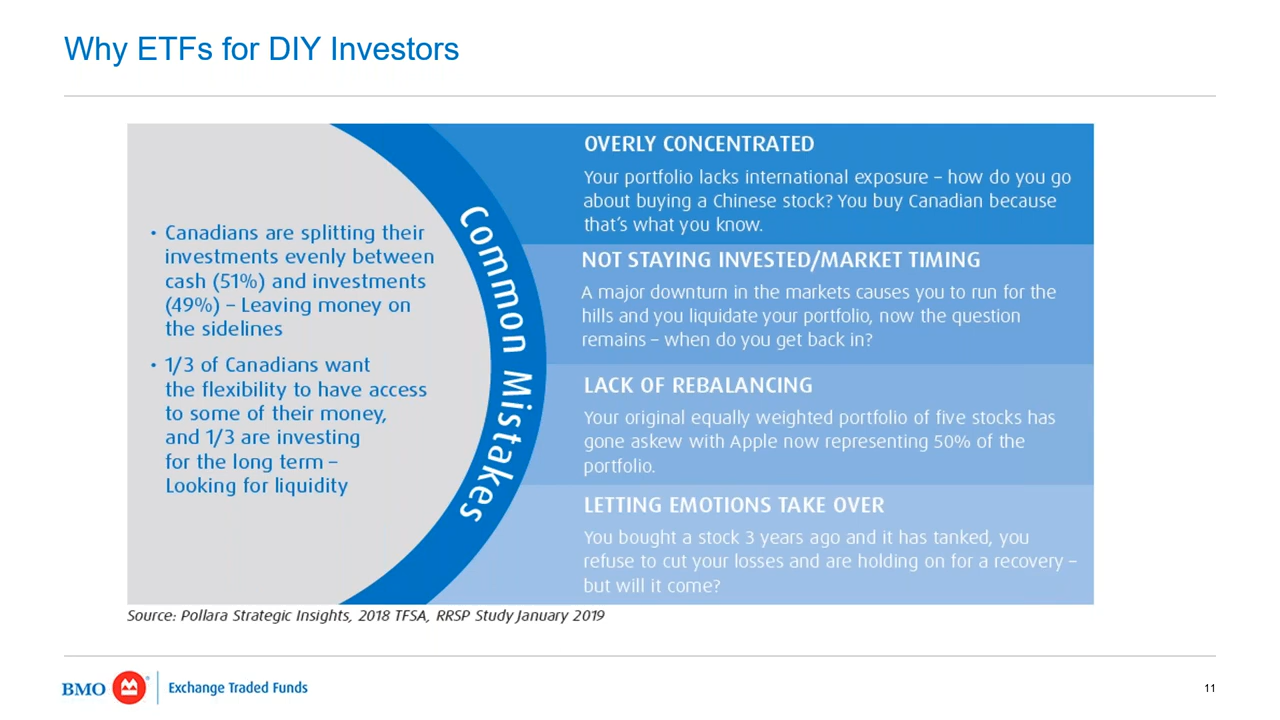 Why ETFs for DIY Investors
• Canadians are splitting their
investments evenly between
cash (51%) and investments
(49%) – Leaving money on
the sidelines
• 1/3 of Canadians want
the flexibility to have access
to some of their money,
and 1/3 are investing
for the long term –
Looking for liquidity
Common Mistakes
OVERLY CONCENTRATED
Your portfolio lacks international exposure – how do you go
about buying a Chinese stock? You buy Canadian because
that's what you know.
NOT STAYING INVESTED/MARKET TIMING
A major downturn in the markets causes you to run for the
hills and you liquidate your portfolio, now the question
remains – when do you get back in?
LACK OF REBALANCING
Your original equally weighted portfolio of five stocks has
gone askew with Apple now representing 50% of the
portfolio.
LETTING EMOTIONS TAKE OVER
You bought a stock 3 years ago and it has tanked, you
refuse to cut your losses and are holding on for a recovery –
but will it come?
Source: Pollara Strategic Insights, 2018 TFSA, RRSP Study January 2019
BMO Exchange Traded Funds
11